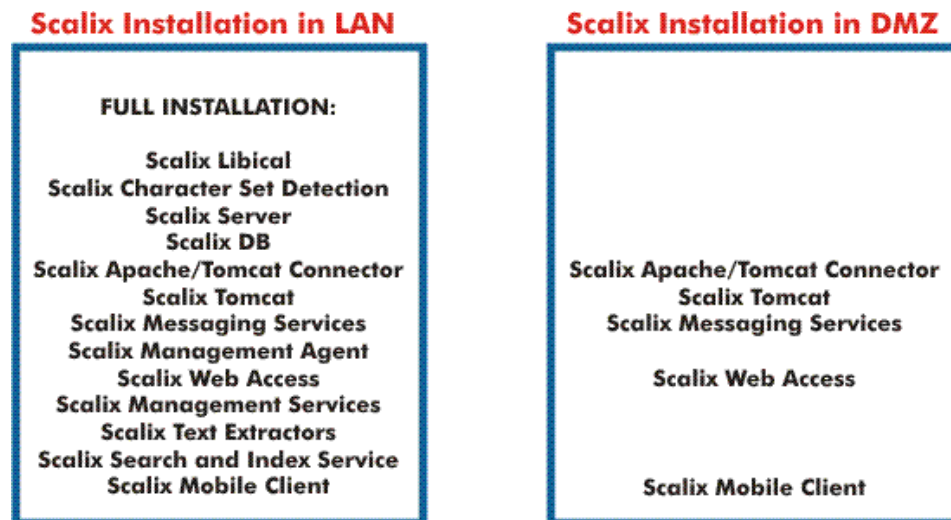 Scalix Installation in LAN
FULL INSTALLATION:
Scalix Libical
Scalix Character Set Detection
Scalix Server
Scalix DB
Scalix Apache/Tomcat Connector
Scalix Tomcat
Scalix Messaging Services
Scalix Management Agent
Scalix Web Access
Scalix Management Services
Scalix Text Extractors
Scalix Search and Index Service
Scalix Mobile Client
Scalix Installation in DMZ
Scalix Apache/Tomcat Connector
Scalix Tomcat
Scalix Messaging Services
Scalix Web Access
Scalix Mobile Client